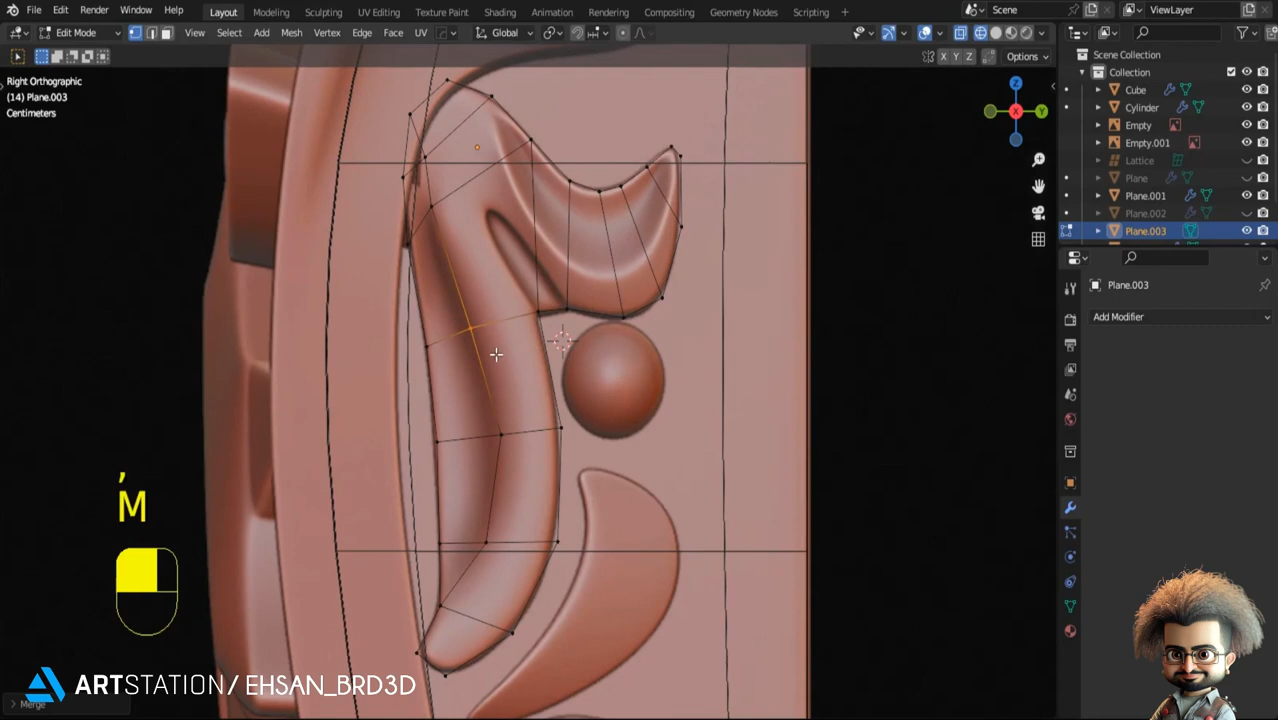 File Edit Render Window Help Layout Modeling Sculpting UV Editing Texture Paint Shading Animation Rendering Compositing Geometry Nodes Scripting + Scene ViewLayer
Edit Mode View Select Add Mesh Vertex Edge Face UV Global
X Y Z Options
Right Orthographic
(14) Plane.003
Centimeters
Z
Y
X
Scene Collection
Collection
Cube
Cylinder
Empty
Empty.001
Lattice
Plane
Plane.001
Plane.002
Plane.003
Plane.003
Add Modifier
,
M
ARTSTATION/ EHSAN_BRD3D
Merge